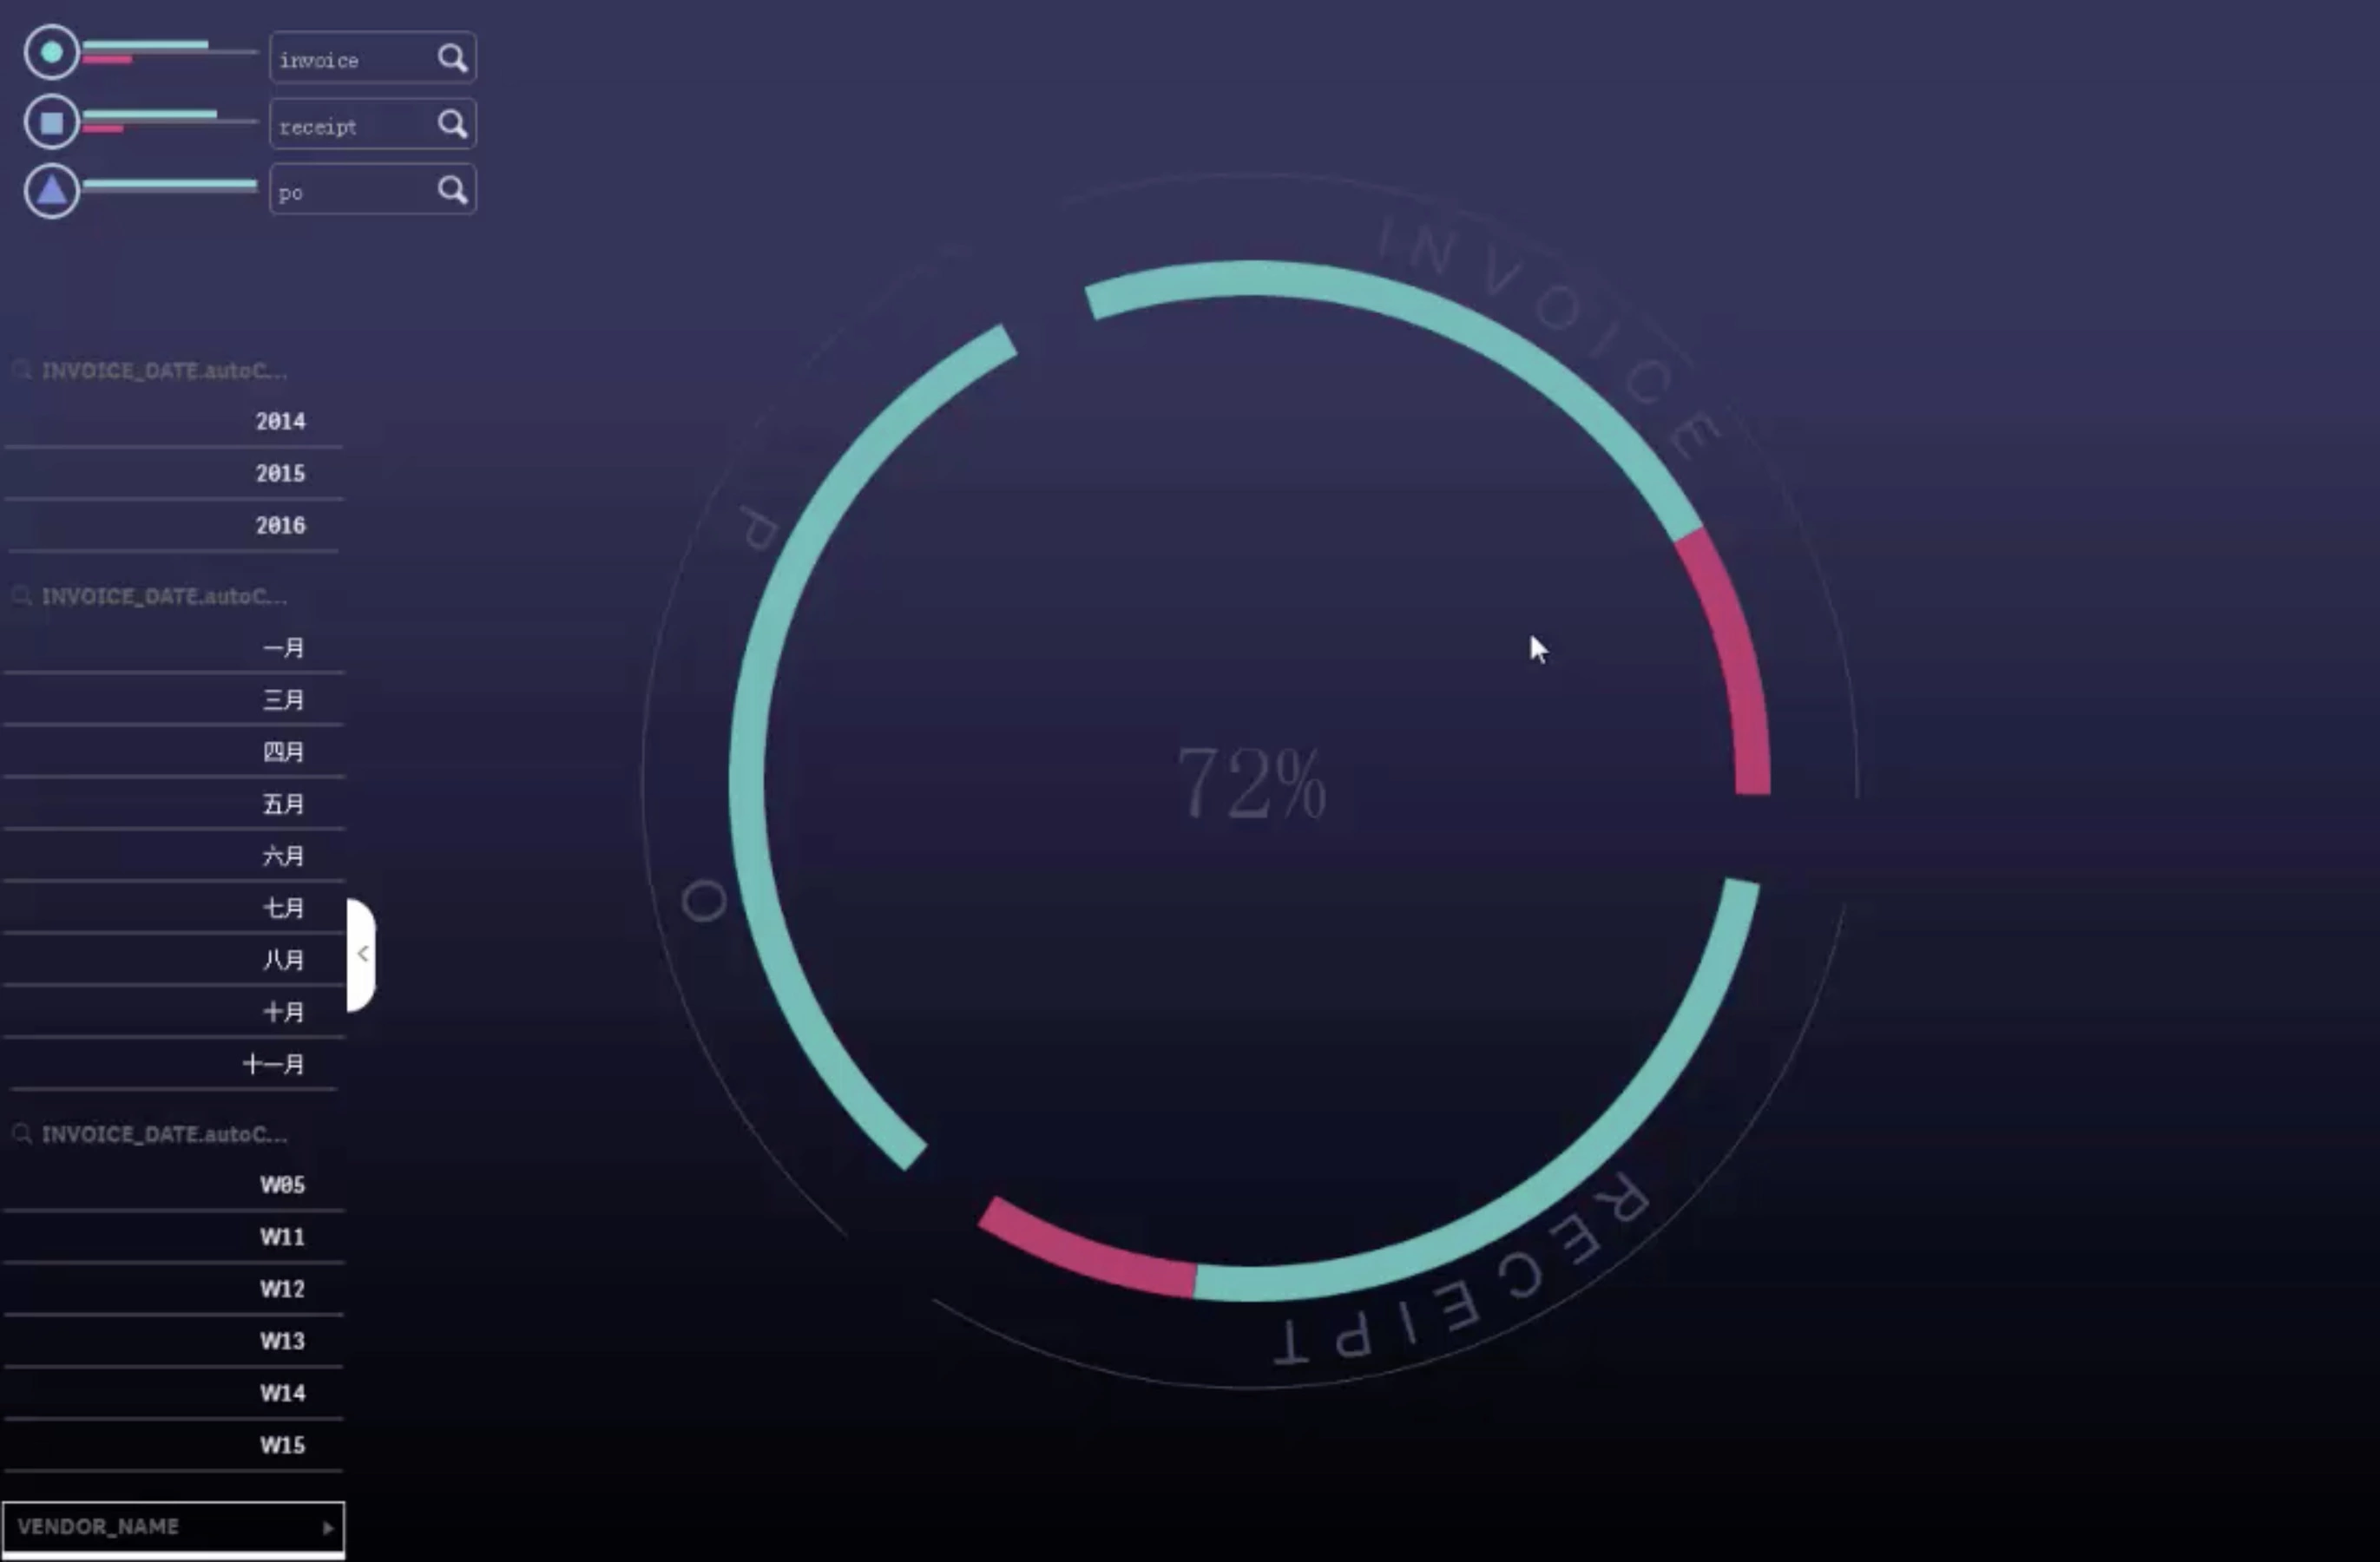 invoice
receipt
po
INVOICE_DATE.autoC...
2014
2015
2016
INVOICE_DATE.autoC...
一月
三月
四月
五月
六月
七月
八月
十月
十一月
INVOICE_DATE.autoC...
W05
W11
W12
W13
W14
W15
VENDOR_NAME
INVOICE
PO
72%
RECEIPT